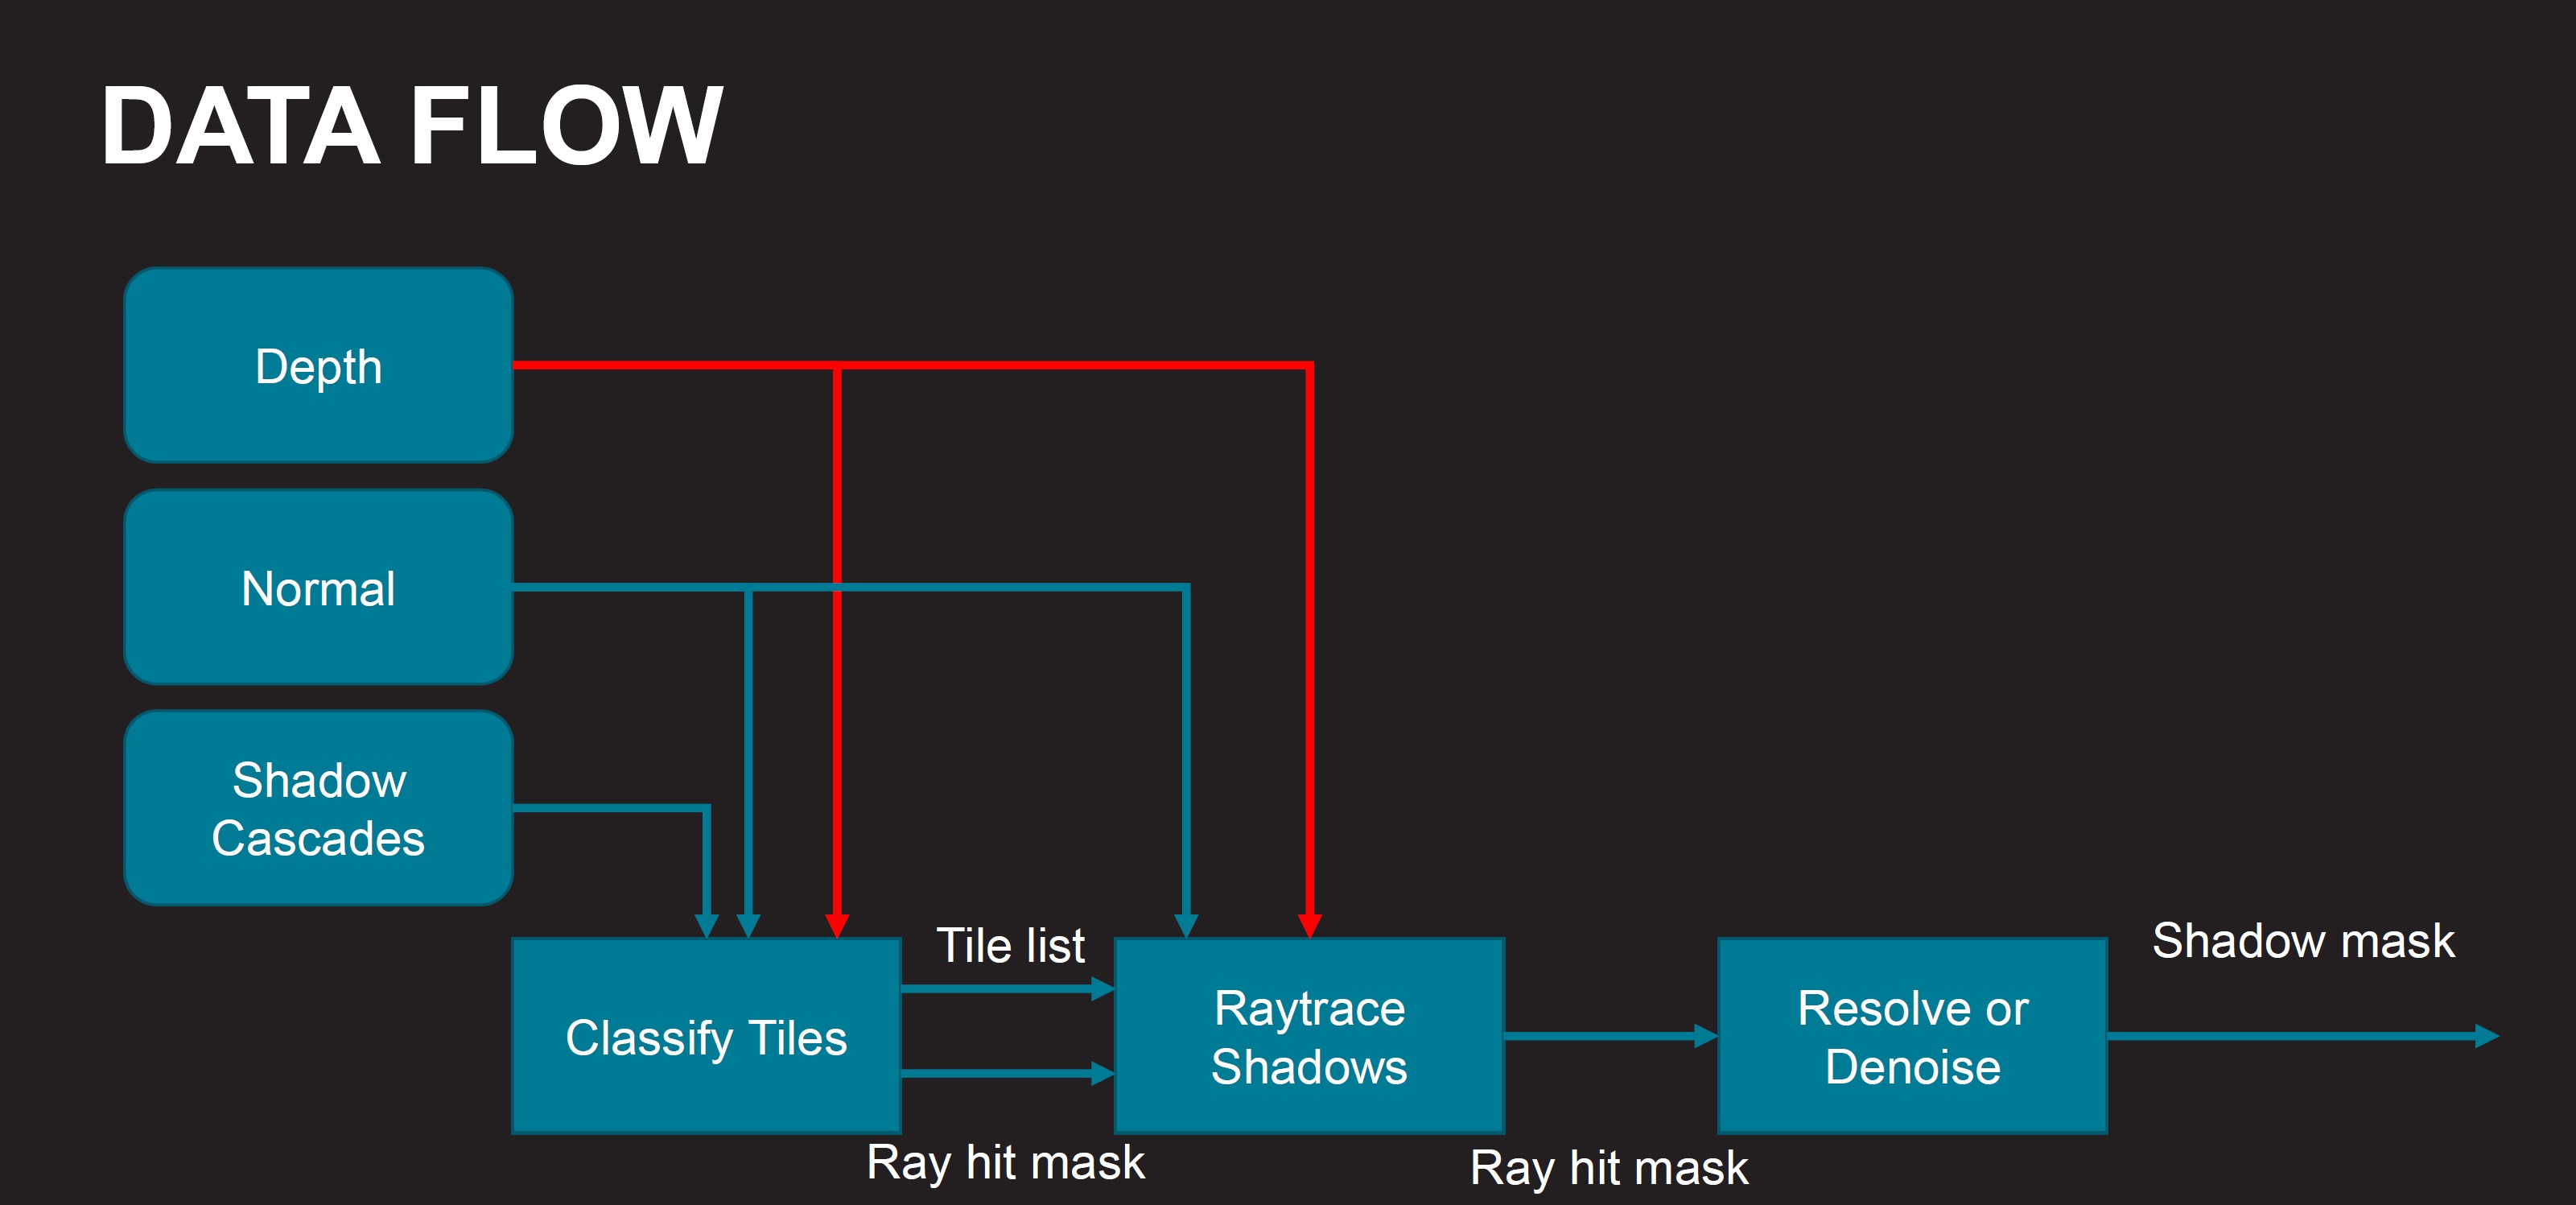 DATA FLOW
Depth
Normal
Shadow
Cascades
Classify Tiles
Tile list
Ray hit mask
Raytrace
Shadows
Ray hit mask
Resolve or
Denoise
Shadow mask